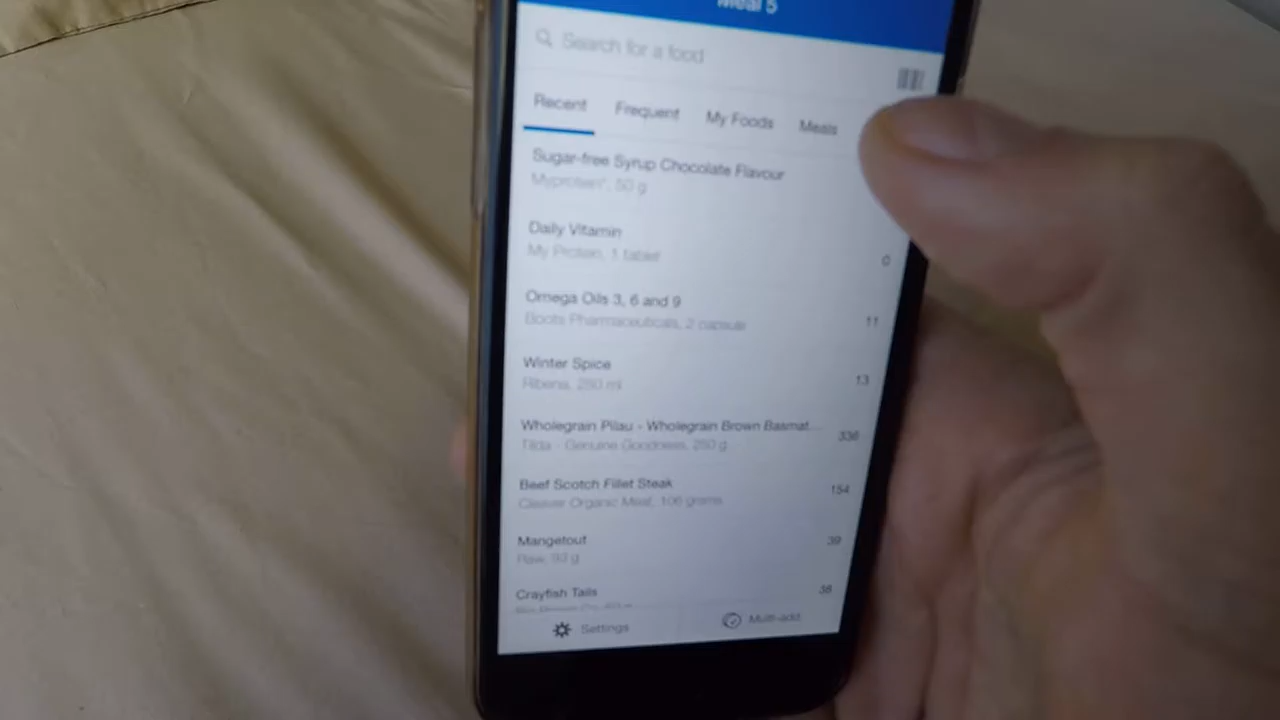 Meal 5
Search for a food
Recent Frequent My Foods Meals
Sugar-free Syrup Chocolate Flavour
Myprotein*, 50 g
Daily Vitamin
My Protein, 1 tablet
0
Omega Oils 3, 6 and 9
Boots Pharmaceuticals, 2 capsule
11
Winter Spice
Ribena, 250 ml
13
Wholegrain Pilau - Wholegrain Brown Basmat...
Tilda - Genuine Goodness, 250 g
336
Beef Scotch Fillet Steak
Cleaver Organic Meat, 106 grams
154
Mangetout
Raw, 93 g
39
Crayfish Tails
38
Settings Multi-add